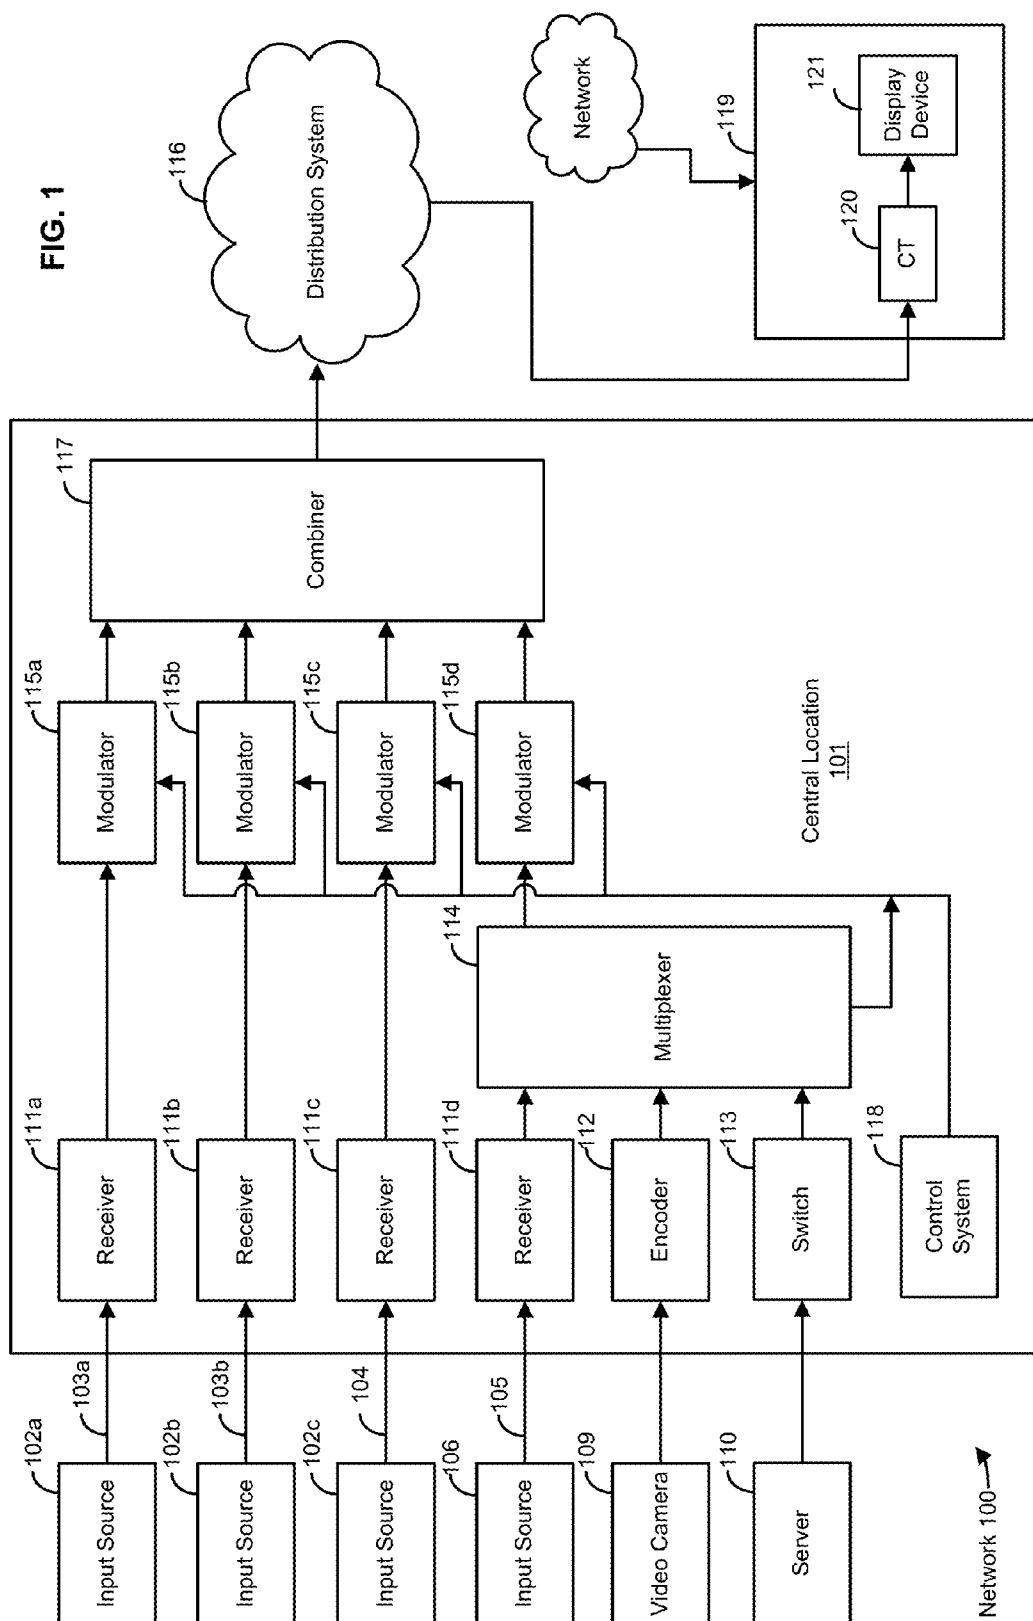 FIG. 1
102a
Input Source
103a
111a
Receiver
115a
Modulator
117
Combiner
116
Distribution System
102b
Input Source
103b
111b
Receiver
115b
Modulator
102c
Input Source
104
111c
Receiver
115c
Modulator
106
Input Source
105
111d
Receiver
114
Multiplexer
115d
Modulator
109
Video Camera
112
Encoder
110
Server
113
Switch
118
Control
System
Central Location
101
Network
119
120
CT
121
Display
Device
Network 100